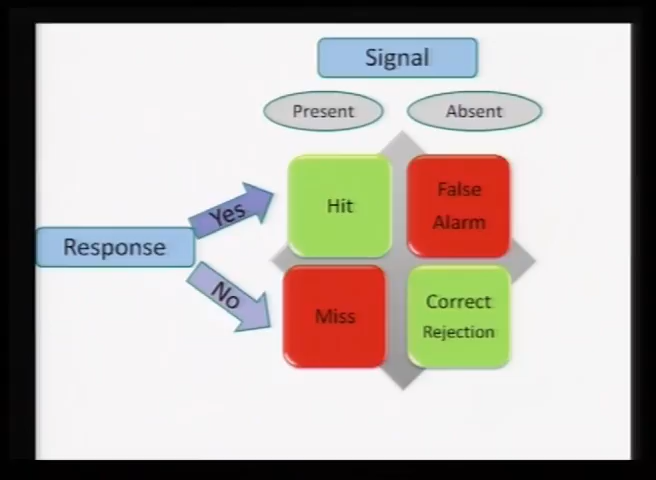 Signal
Present
Absent
Yes
Hit
False
Alarm
Response
No
Miss
Correct
Rejection